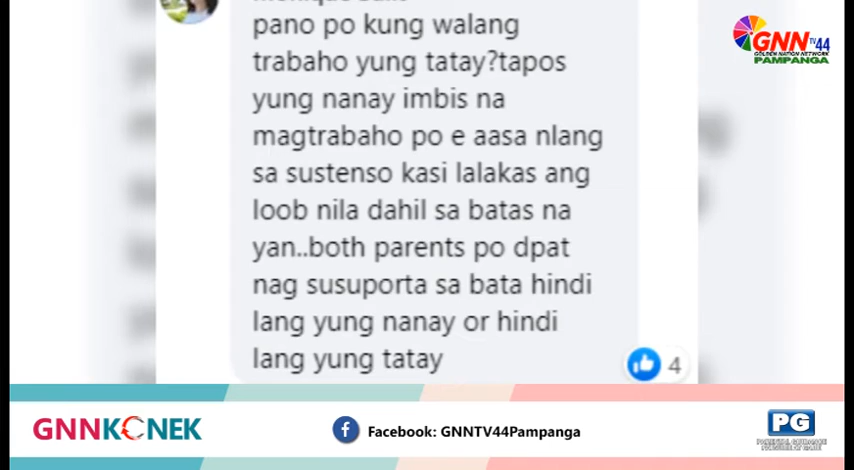 pano po kung walang
trabaho yung tatay?tapos
yung nanay imbis na
magtrabaho po e aasa nlang
sa sustenso kasi lalakas ang
loob nila dahil sa batas na
yan..both parents po dpat
nag susuporta sa bata hindi
lang yung nanay or hindi
lang yung tatay
4
GNN TV 44
GOLDEN NATION NETWORK
PAMPANGA
GNNKONEK
Facebook: GNNTV44Pampanga
PG